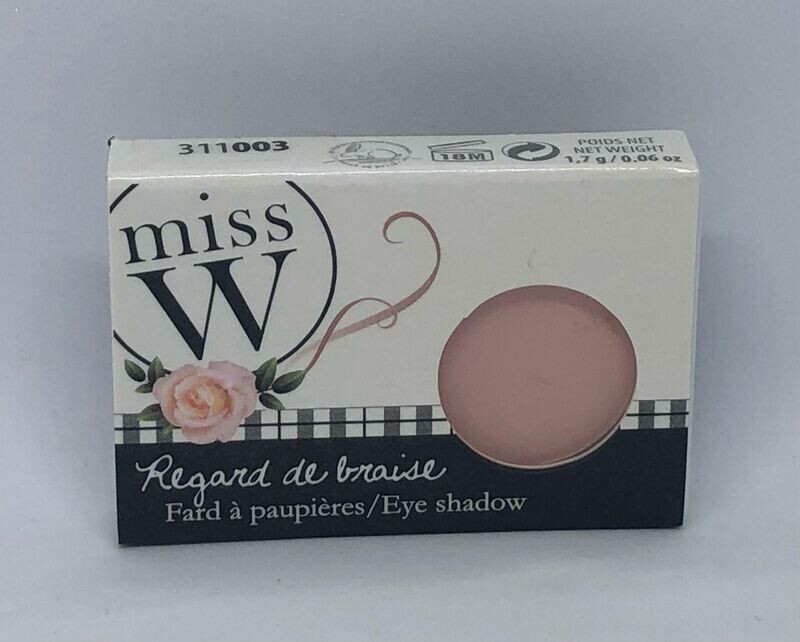 311003
18M
POIDS NET
NET WEIGHT
1,7 g / 0.06 oz
miss
W
Regard de braise
Fard à paupières/Eye shadow